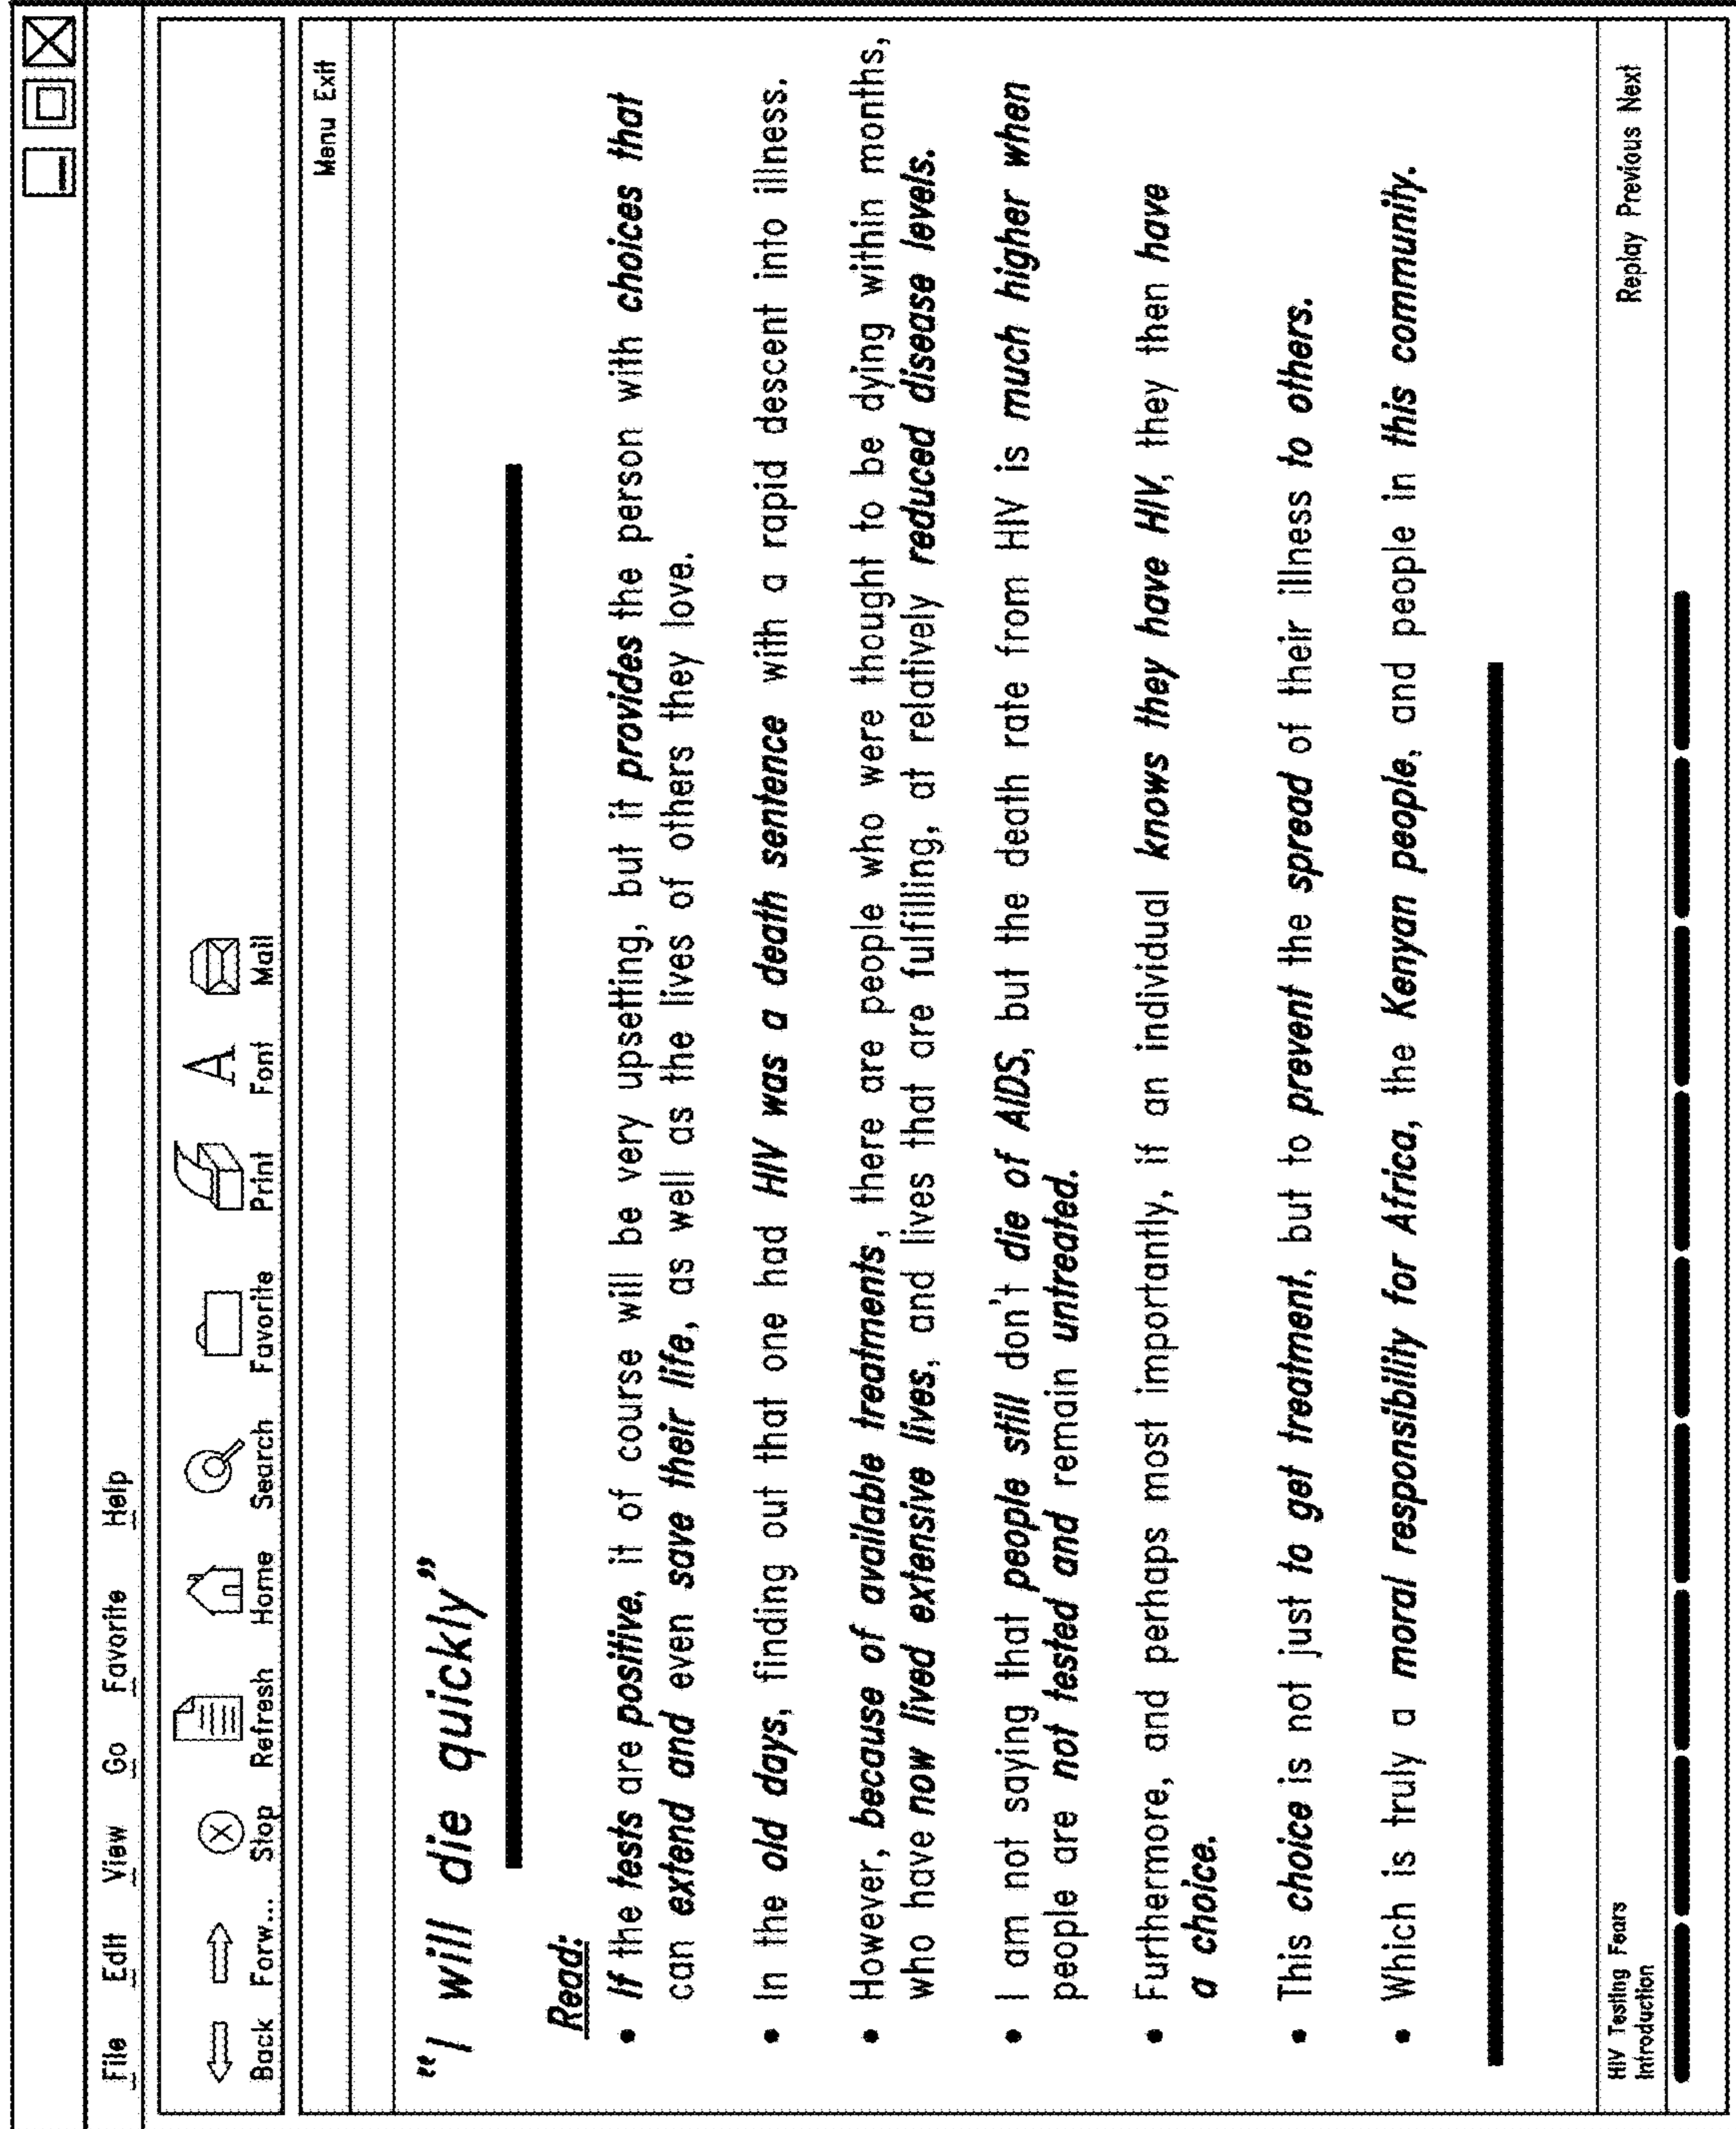 File Edit View Go Favorite Help
Back Forw... Stop Refresh Home Search Favorite Print Font Mail
Menu Exit
“I will die quickly”
Read:
• If the tests are positive, it of course will be very upsetting, but it provides the person with choices that
can extend and even save their life, as well as the lives of others they love.
• In the old days, finding out that one had HIV was a death sentence with a rapid descent into illness.
• However, because of available treatments, there are people who were thought to be dying within months,
who have now lived extensive lives, and lives that are fulfilling, at relatively reduced disease levels.
• I am not saying that people still don't die of AIDS, but the death rate from HIV is much higher when
people are not tested and remain untreated.
• Furthermore, and perhaps most importantly, if an individual knows they have HIV, they then have
a choice.
• This choice is not just to get treatment, but to prevent the spread of their illness to others.
• Which is truly a moral responsibility for Africa, the Kenyan people, and people in this community.
HIV Testing Fears
Introduction
Replay Previous Next